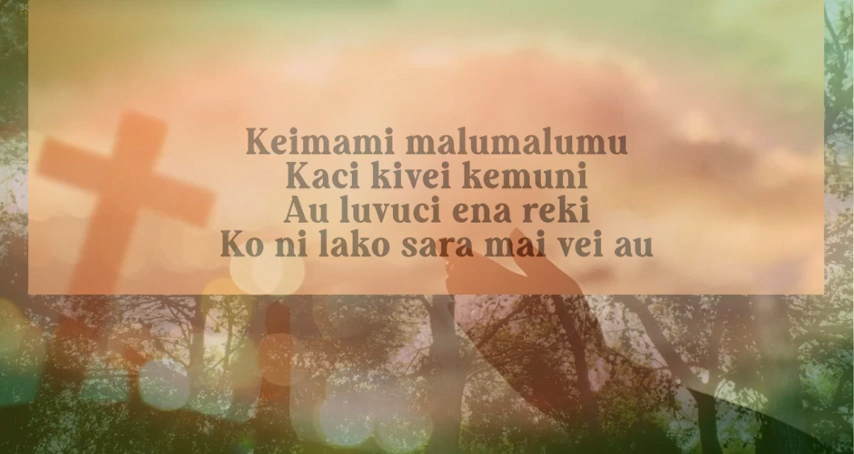 Keimami malumalumu
Kaci kivei kemuni
Au luvuci ena reki
Ko ni lako sara mai vei au